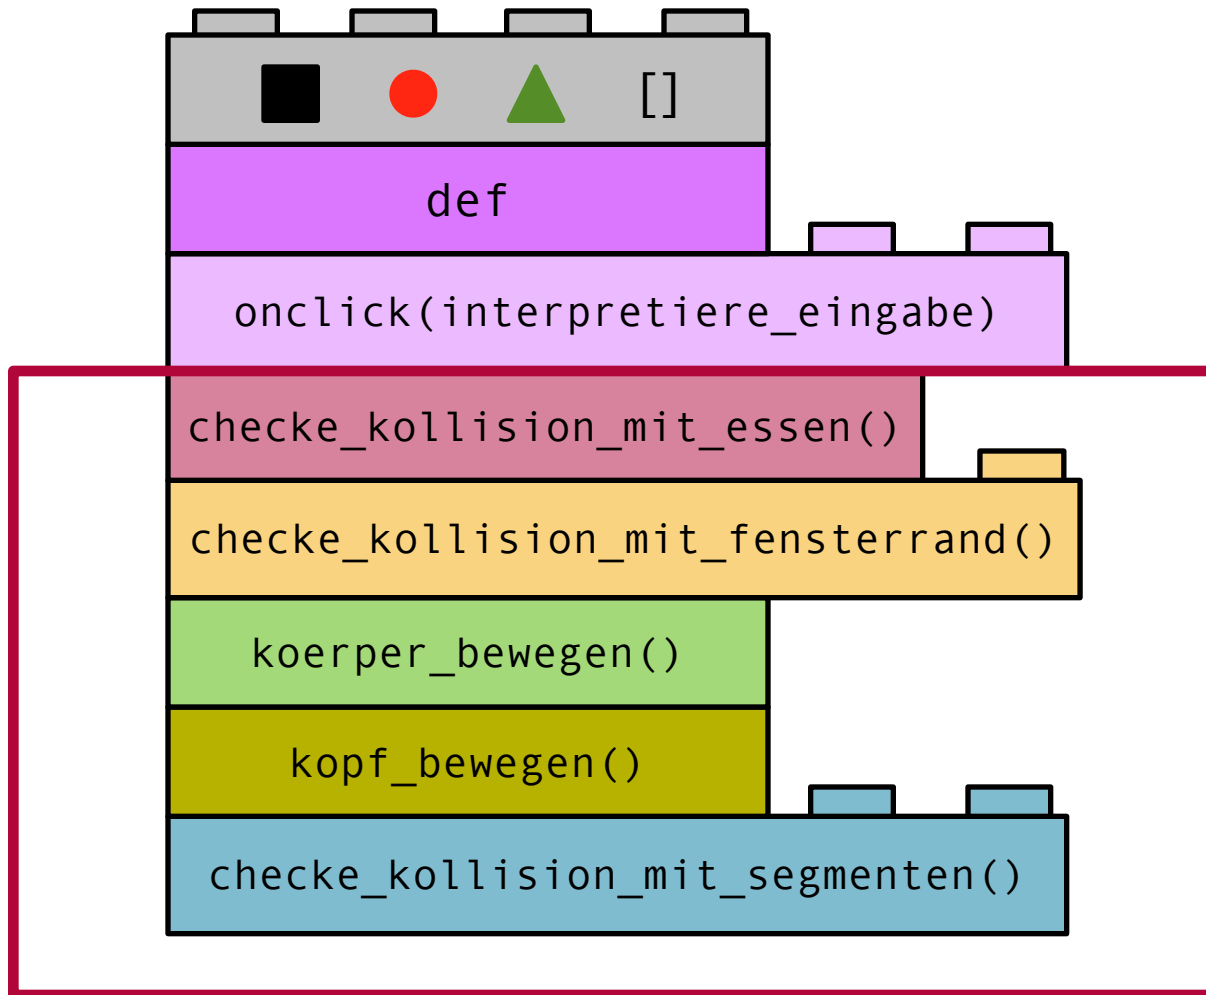 []
def
onclick(interpretiere_eingabe)
checke_kollision_mit_essen()
checke_kollision_mit_fensterrand()
koerper_bewegen()
kopf_bewegen()
checke_kollision_mit_segmenten()